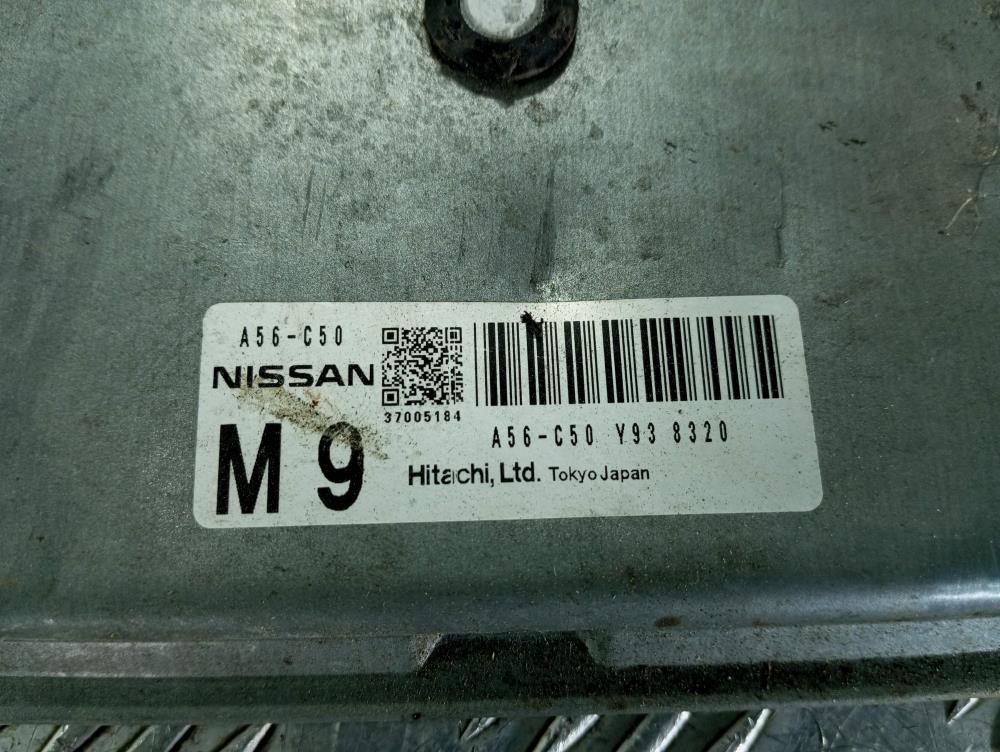 A56-C50
NISSAN
37005184
M 9
A56-C50 Y93 8320
Hitachi, Ltd. Tokyo Japan